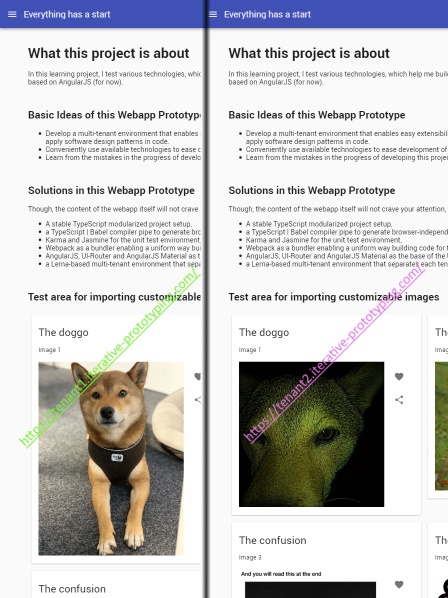 Everything has a start
What this project is about
In this learning project, I test various technologies, whic
based on AngularJS (for now).
Basic Ideas of this Webapp Prototype
Develop a multi-tenant environment that enables
apply software design patterns in code.
Conveniently use available technologies to ease d
Learn from the mistakes in the progress of develo
Solutions in this Webapp Prototype
Though, the content of the webapp itself will not crave
A stable TypeScript modularized project setup,
a TypeScript | Babel compiler pipe to generate bro
Karma and Jasmine for the unit test environment
Webpack as a bundler enabling a uniform way bui
AngularJS, UI-Router and AngularJS Material as t
a Lerna-based multi-tenant environment that sepa
Test area for importing customizable
https://tenant1.iterative-prototyping.com/
The doggo
Image 1
The confusion
Everything has a start
What this project is about
In this learning project, I test various technologies, which help me buil
based on AngularJS (for now).
Basic Ideas of this Webapp Prototype
Develop a multi-tenant environment that enables easy extensibili
apply software design patterns in code.
Conveniently use available technologies to ease development of
Learn from the mistakes in the progress of developing this projec
Solutions in this Webapp Prototype
Though, the content of the webapp itself will not crave your attention,
A stable TypeScript modularized project setup,
a TypeScript | Babel compiler pipe to generate browser-independ
Karma and Jasmine for the unit test environment,
Webpack as a bundler enabling a uniform way building code for t
AngularJS, UI-Router and AngularJS Material as the base of the U
a Lerna-based multi-tenant environment that separates each ten
Test area for importing customizable images
https://tenant2.iterative-prototyping.com/
The doggo
Image 1
The
Ima
The confusion
Image 3
And you will read this at the end
The
Ima